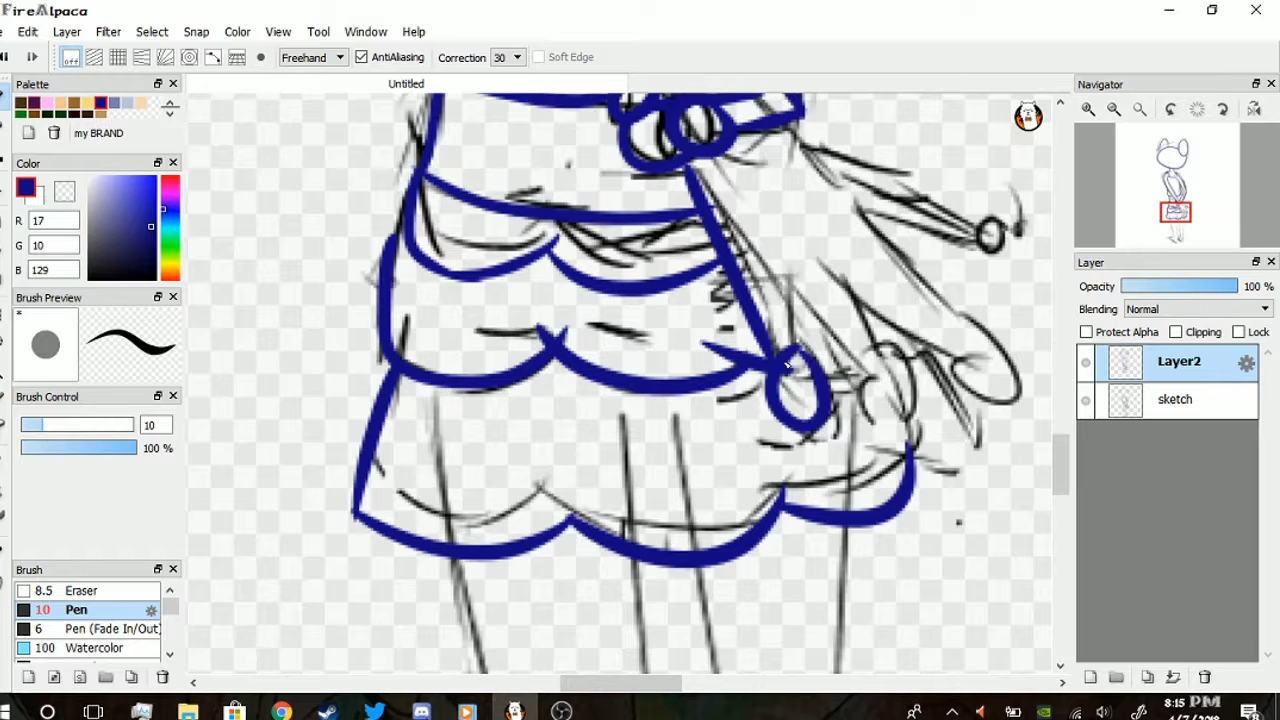 FireAlpaca
Edit Layer Filter Select Snap Color View Tool Window Help
off Freehand AntiAliasing Correction 30 Soft Edge
Palette
my BRAND
Color
R 17
G 10
B 129
Brush Preview
Brush Control
10
100 %
Brush
8.5 Eraser
10 Pen
6 Pen (Fade In/Out)
100 Watercolor
Untitled
Navigator
Layer
Opacity 100 %
Blending Normal
Protect Alpha Clipping Lock
Layer2
sketch
8:15 PM